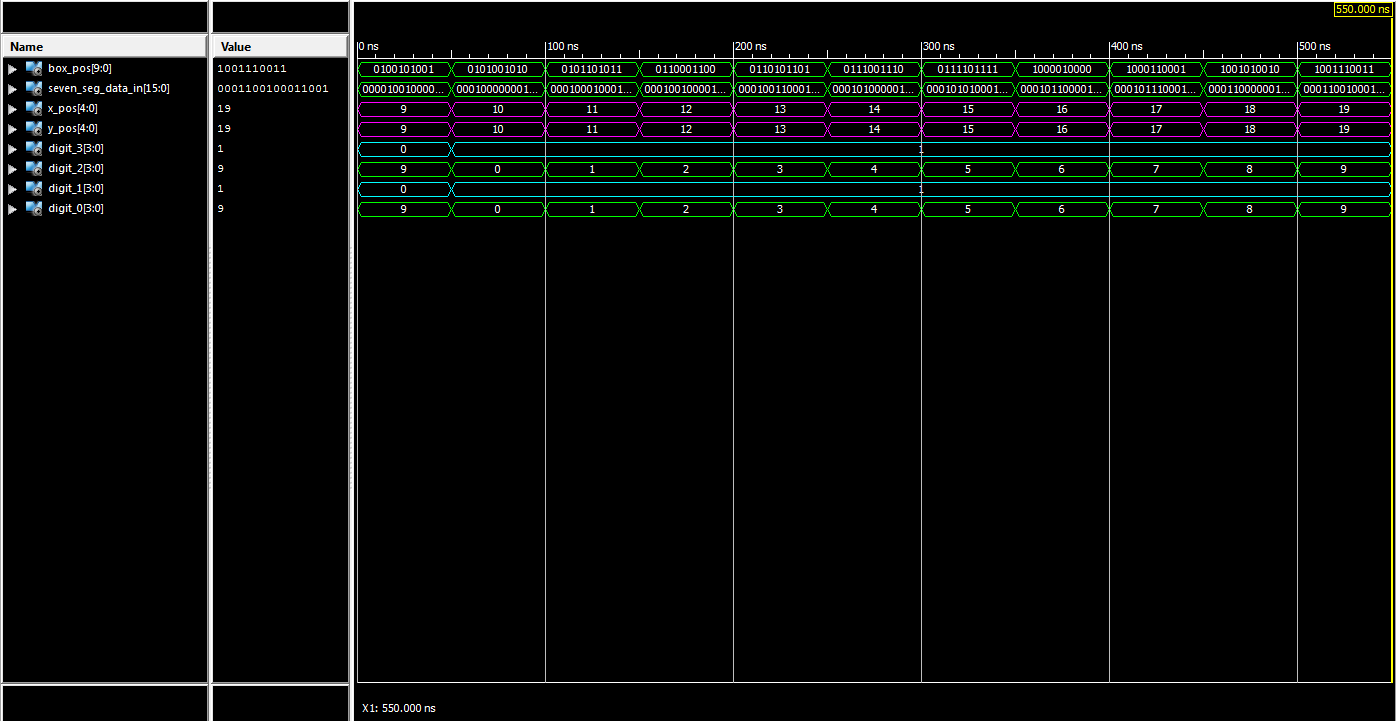 550.000 ns
Name Value
0 ns 100 ns 200 ns 300 ns 400 ns 500 ns
box_pos[9:0] 1001110011 0100101001 0101001010 0101101011 0110001100 0110101101 0111001110 0111101111 1000010000 1000110001 1001010010 1001110011
seven_seg_data_in[15:0] 0001100100011001 000010010000... 000100000001... 000100010001... 000100100001... 000100110001... 000101000001... 000101010001... 000101100001... 000101110001... 000110000001... 000110010001...
x_pos[4:0] 19 9 10 11 12 13 14 15 16 17 18 19
y_pos[4:0] 19 9 10 11 12 13 14 15 16 17 18 19
digit_3[3:0] 1 0 1
digit_2[3:0] 9 9 0 1 2 3 4 5 6 7 8 9
digit_1[3:0] 1 0 1
digit_0[3:0] 9 9 0 1 2 3 4 5 6 7 8 9
X1: 550.000 ns